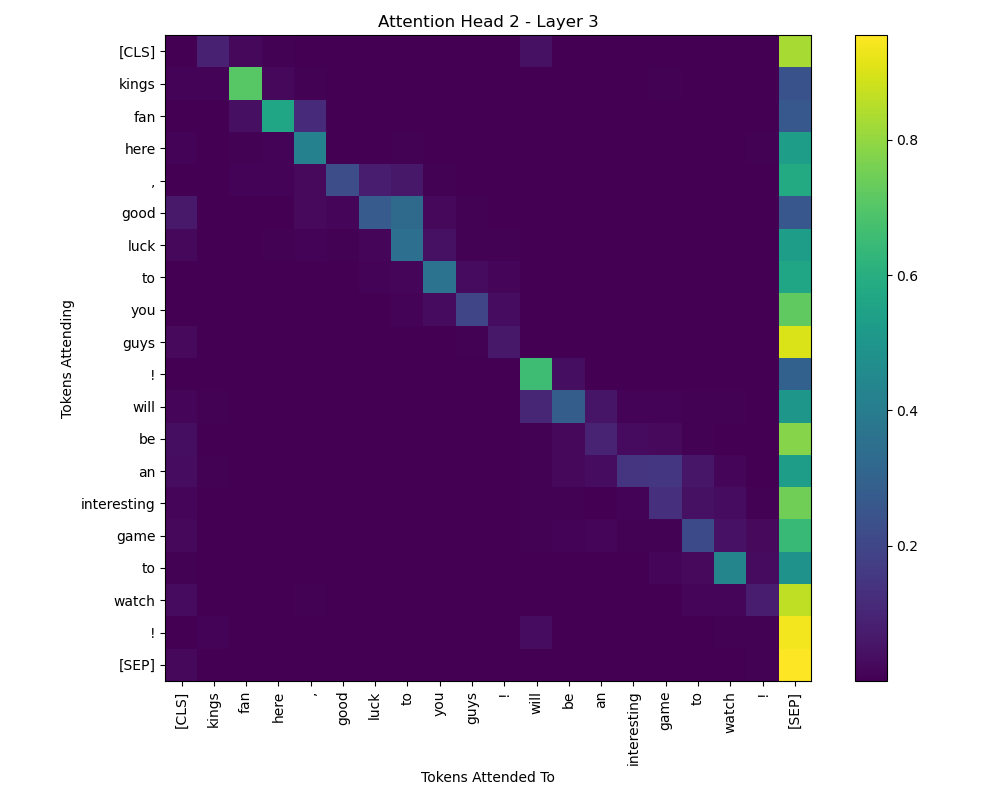 Attention Head 2 - Layer 3
Tokens Attending
[CLS]
kings
fan
here
,
good
luck
to
you
guys
!
will
be
an
interesting
game
to
watch
!
[SEP]
[CLS]
kings
fan
here
,
good
luck
to
you
guys
!
will
be
an
interesting
game
to
watch
!
[SEP]
Tokens Attended To
0.8
0.6
0.4
0.2